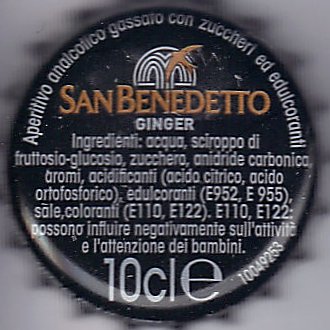 Aperitivo analcolico gassato con zuccheri ed edulcoranti
SAN BENEDETTO
GINGER
Ingredienti: acqua, sciroppo di
fruttosio-glucosio, zucchero, anidride carbonica,
aromi, acidificanti (acido citrico, acido
ortofosforico), edulcoranti (E952, E 955),
sale, coloranti (E110, E122). E110, E122:
possono influire negativamente sull'attività
e l'attenzione dei bambini.
10cl e
10049253